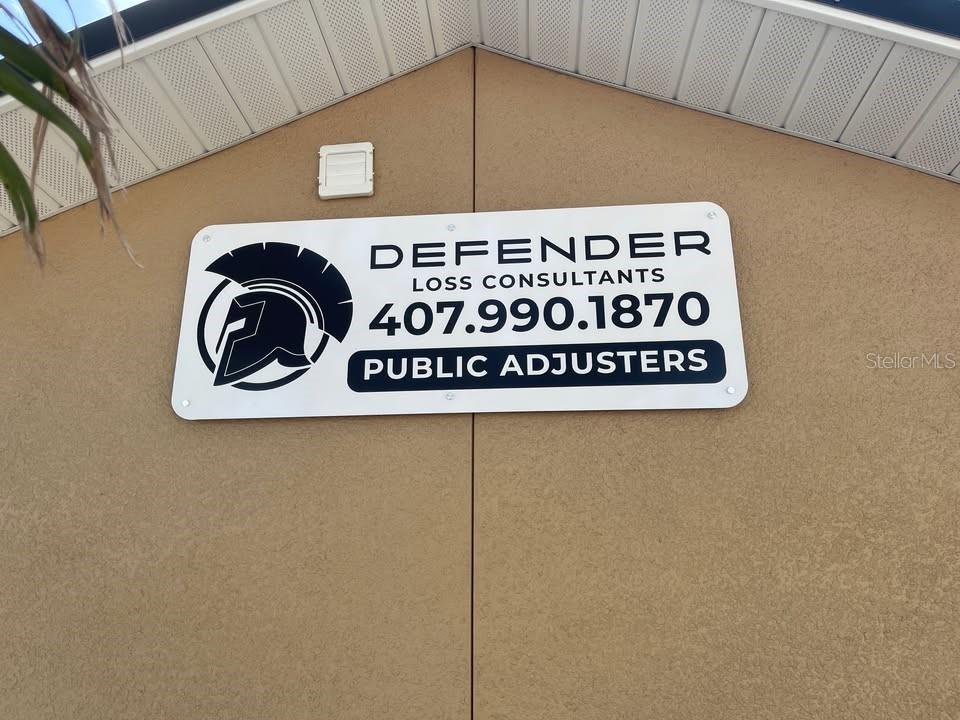 DEFENDER
LOSS CONSULTANTS
407.990.1870
PUBLIC ADJUSTERS
StellarMLS